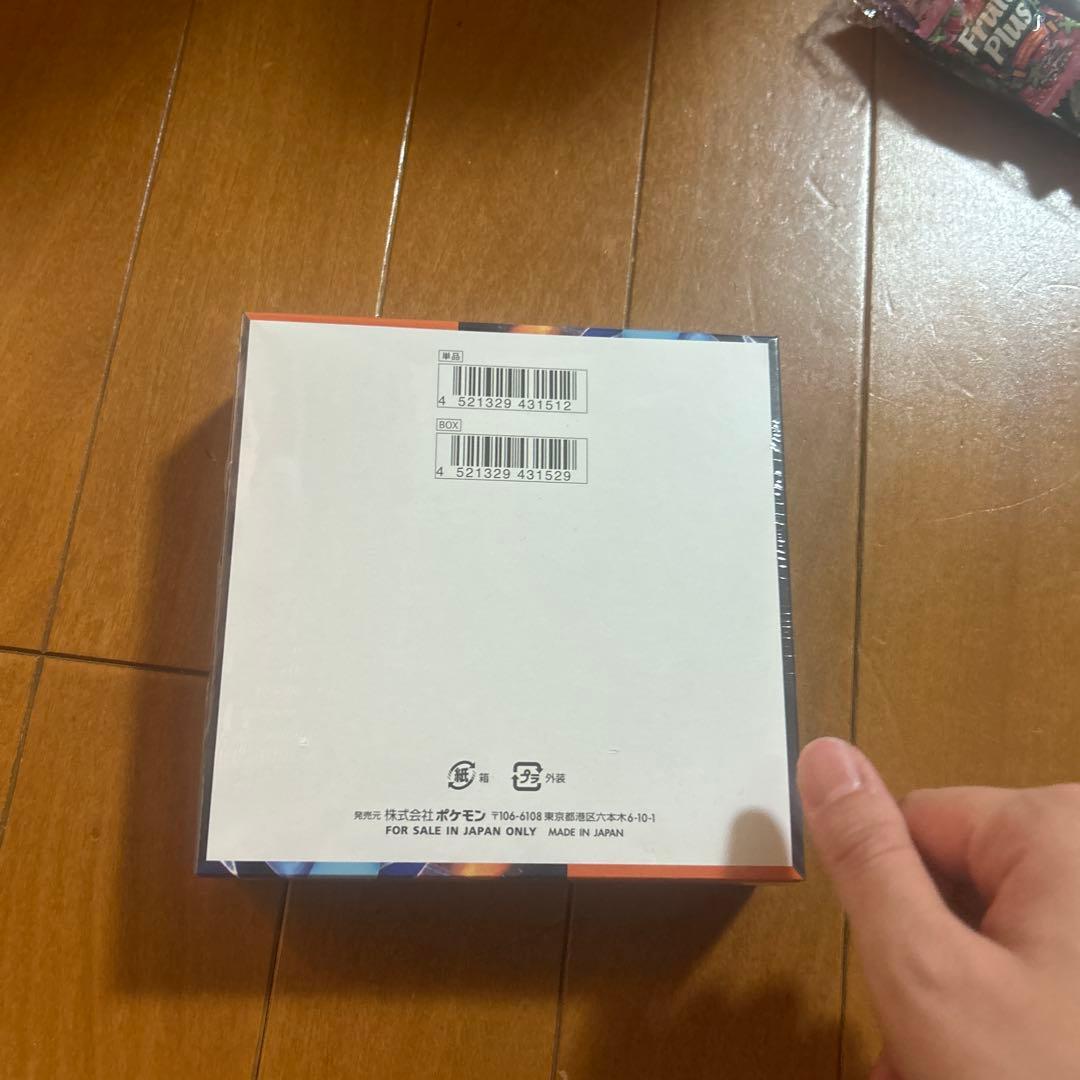 Fruit
Plus
単品
4 521329 431512
BOX
4 521329 431529
紙 箱 プラ 外装
発売元 株式会社ポケモン 〒106-6108 東京都港区六本木6-10-1
FOR SALE IN JAPAN ONLY MADE IN JAPAN